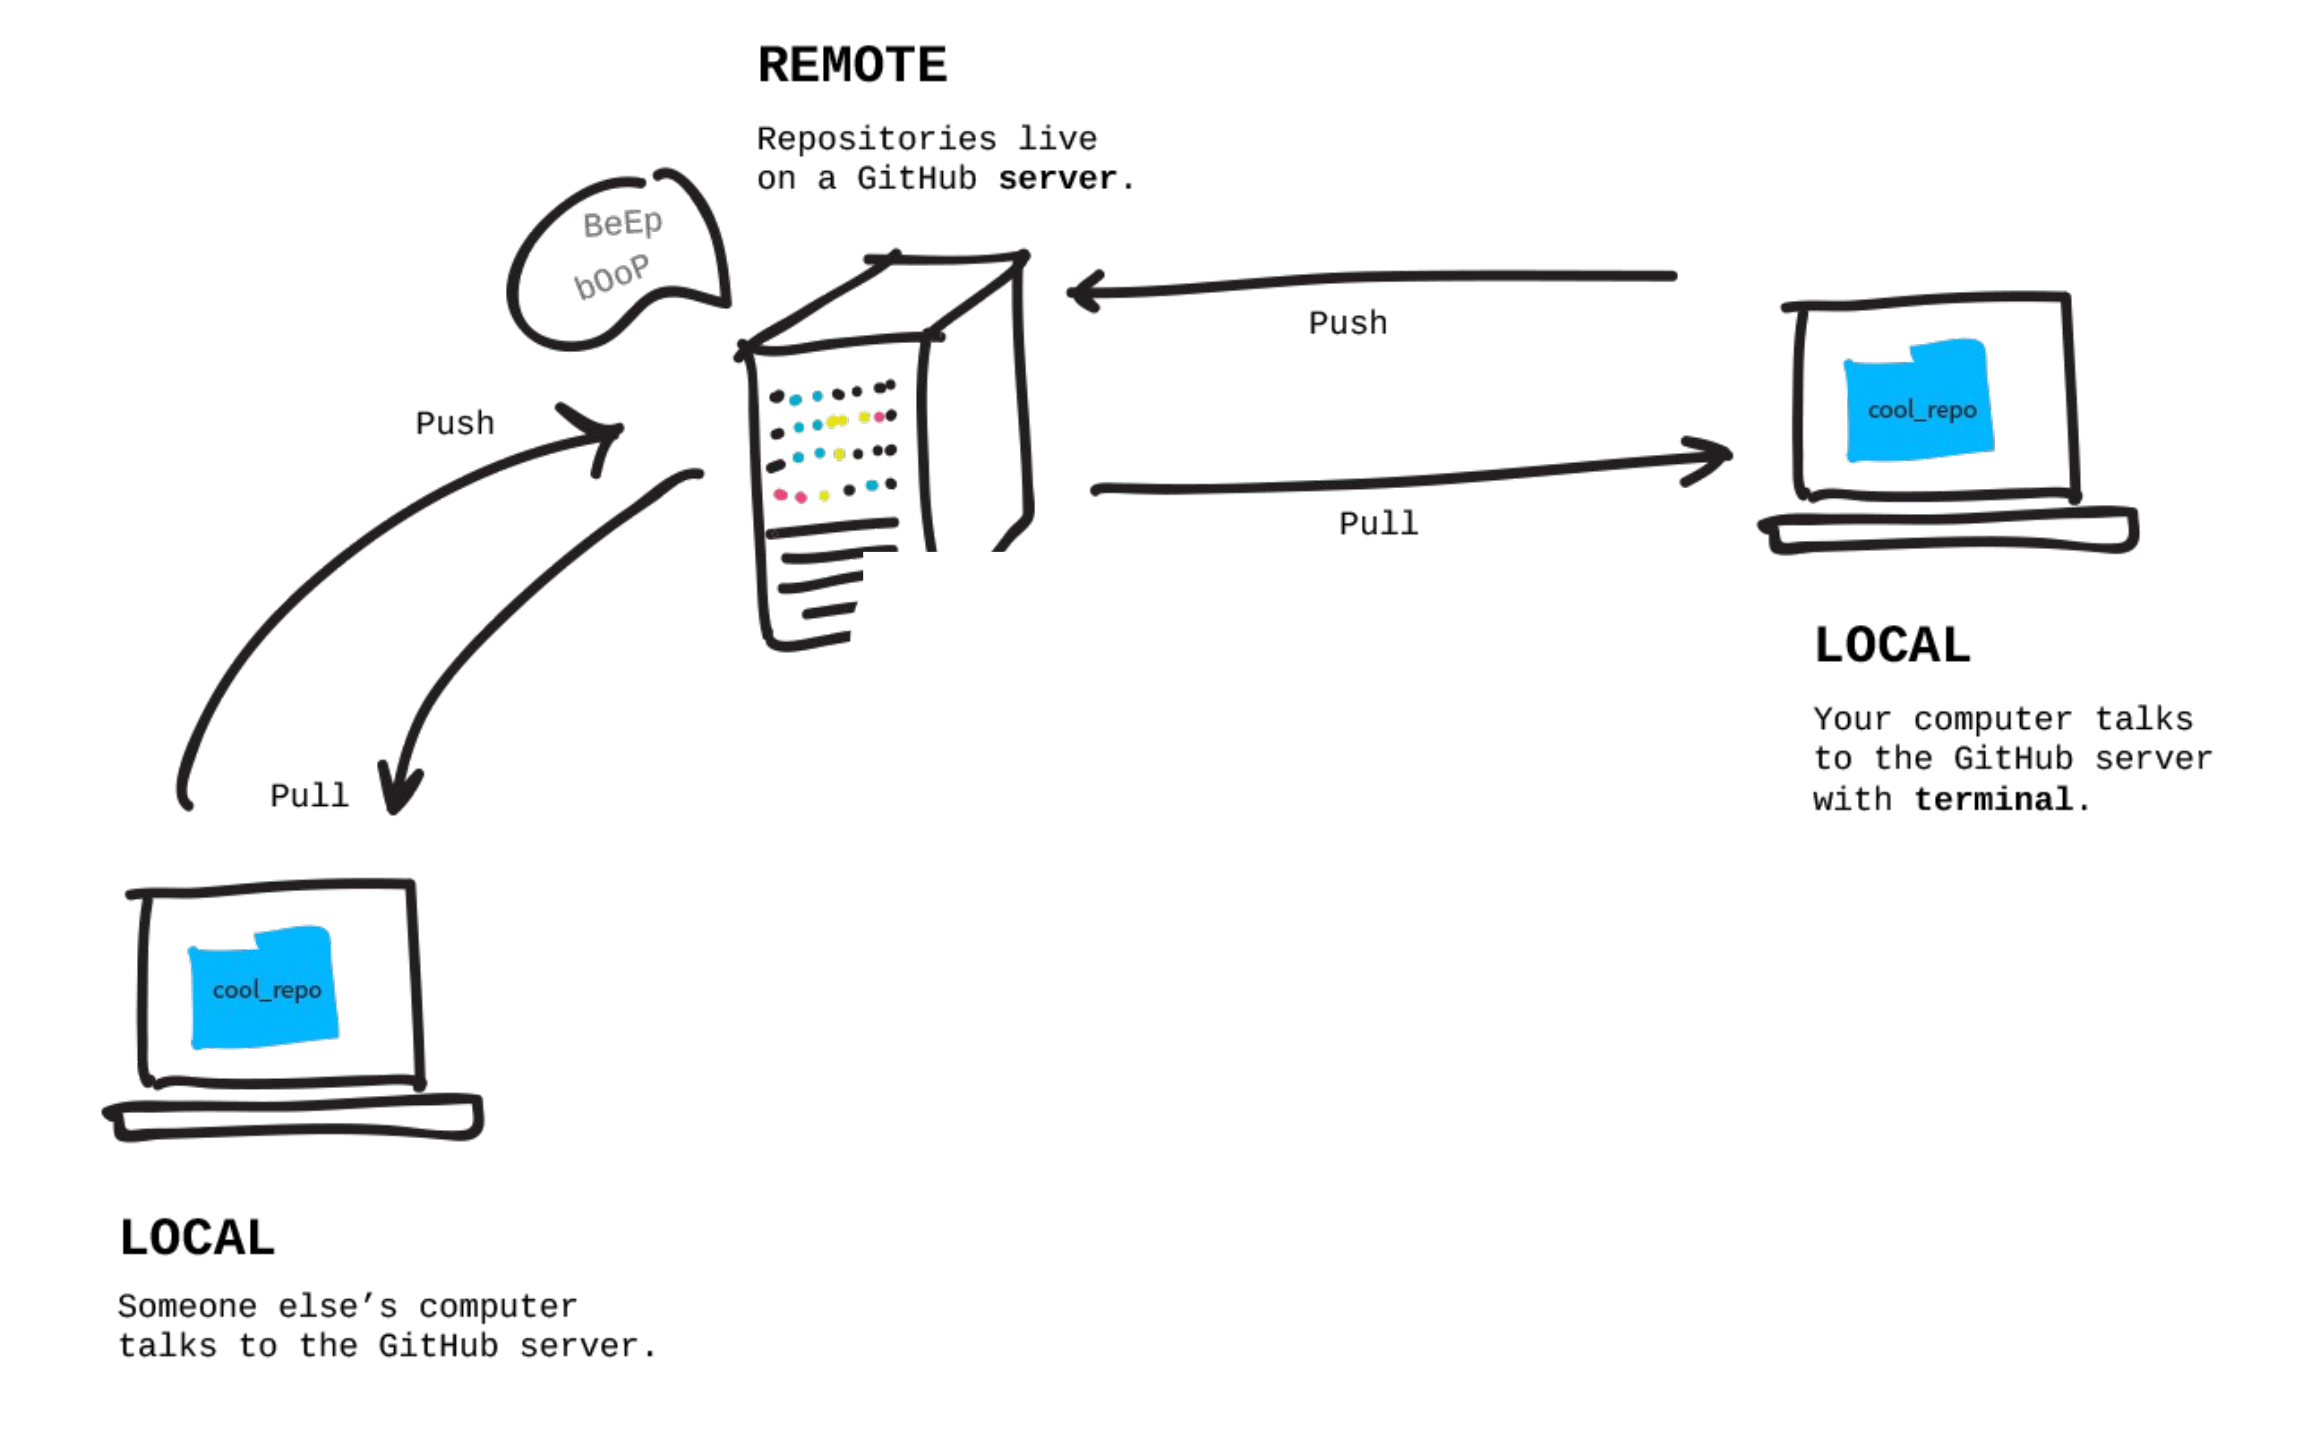 REMOTE
Repositories live
on a GitHub server.
BeEp
bOoP
Push
Pull
Push
Pull
cool_repo
LOCAL
Your computer talks
to the GitHub server
with terminal.
cool_repo
LOCAL
Someone else’s computer
talks to the GitHub server.